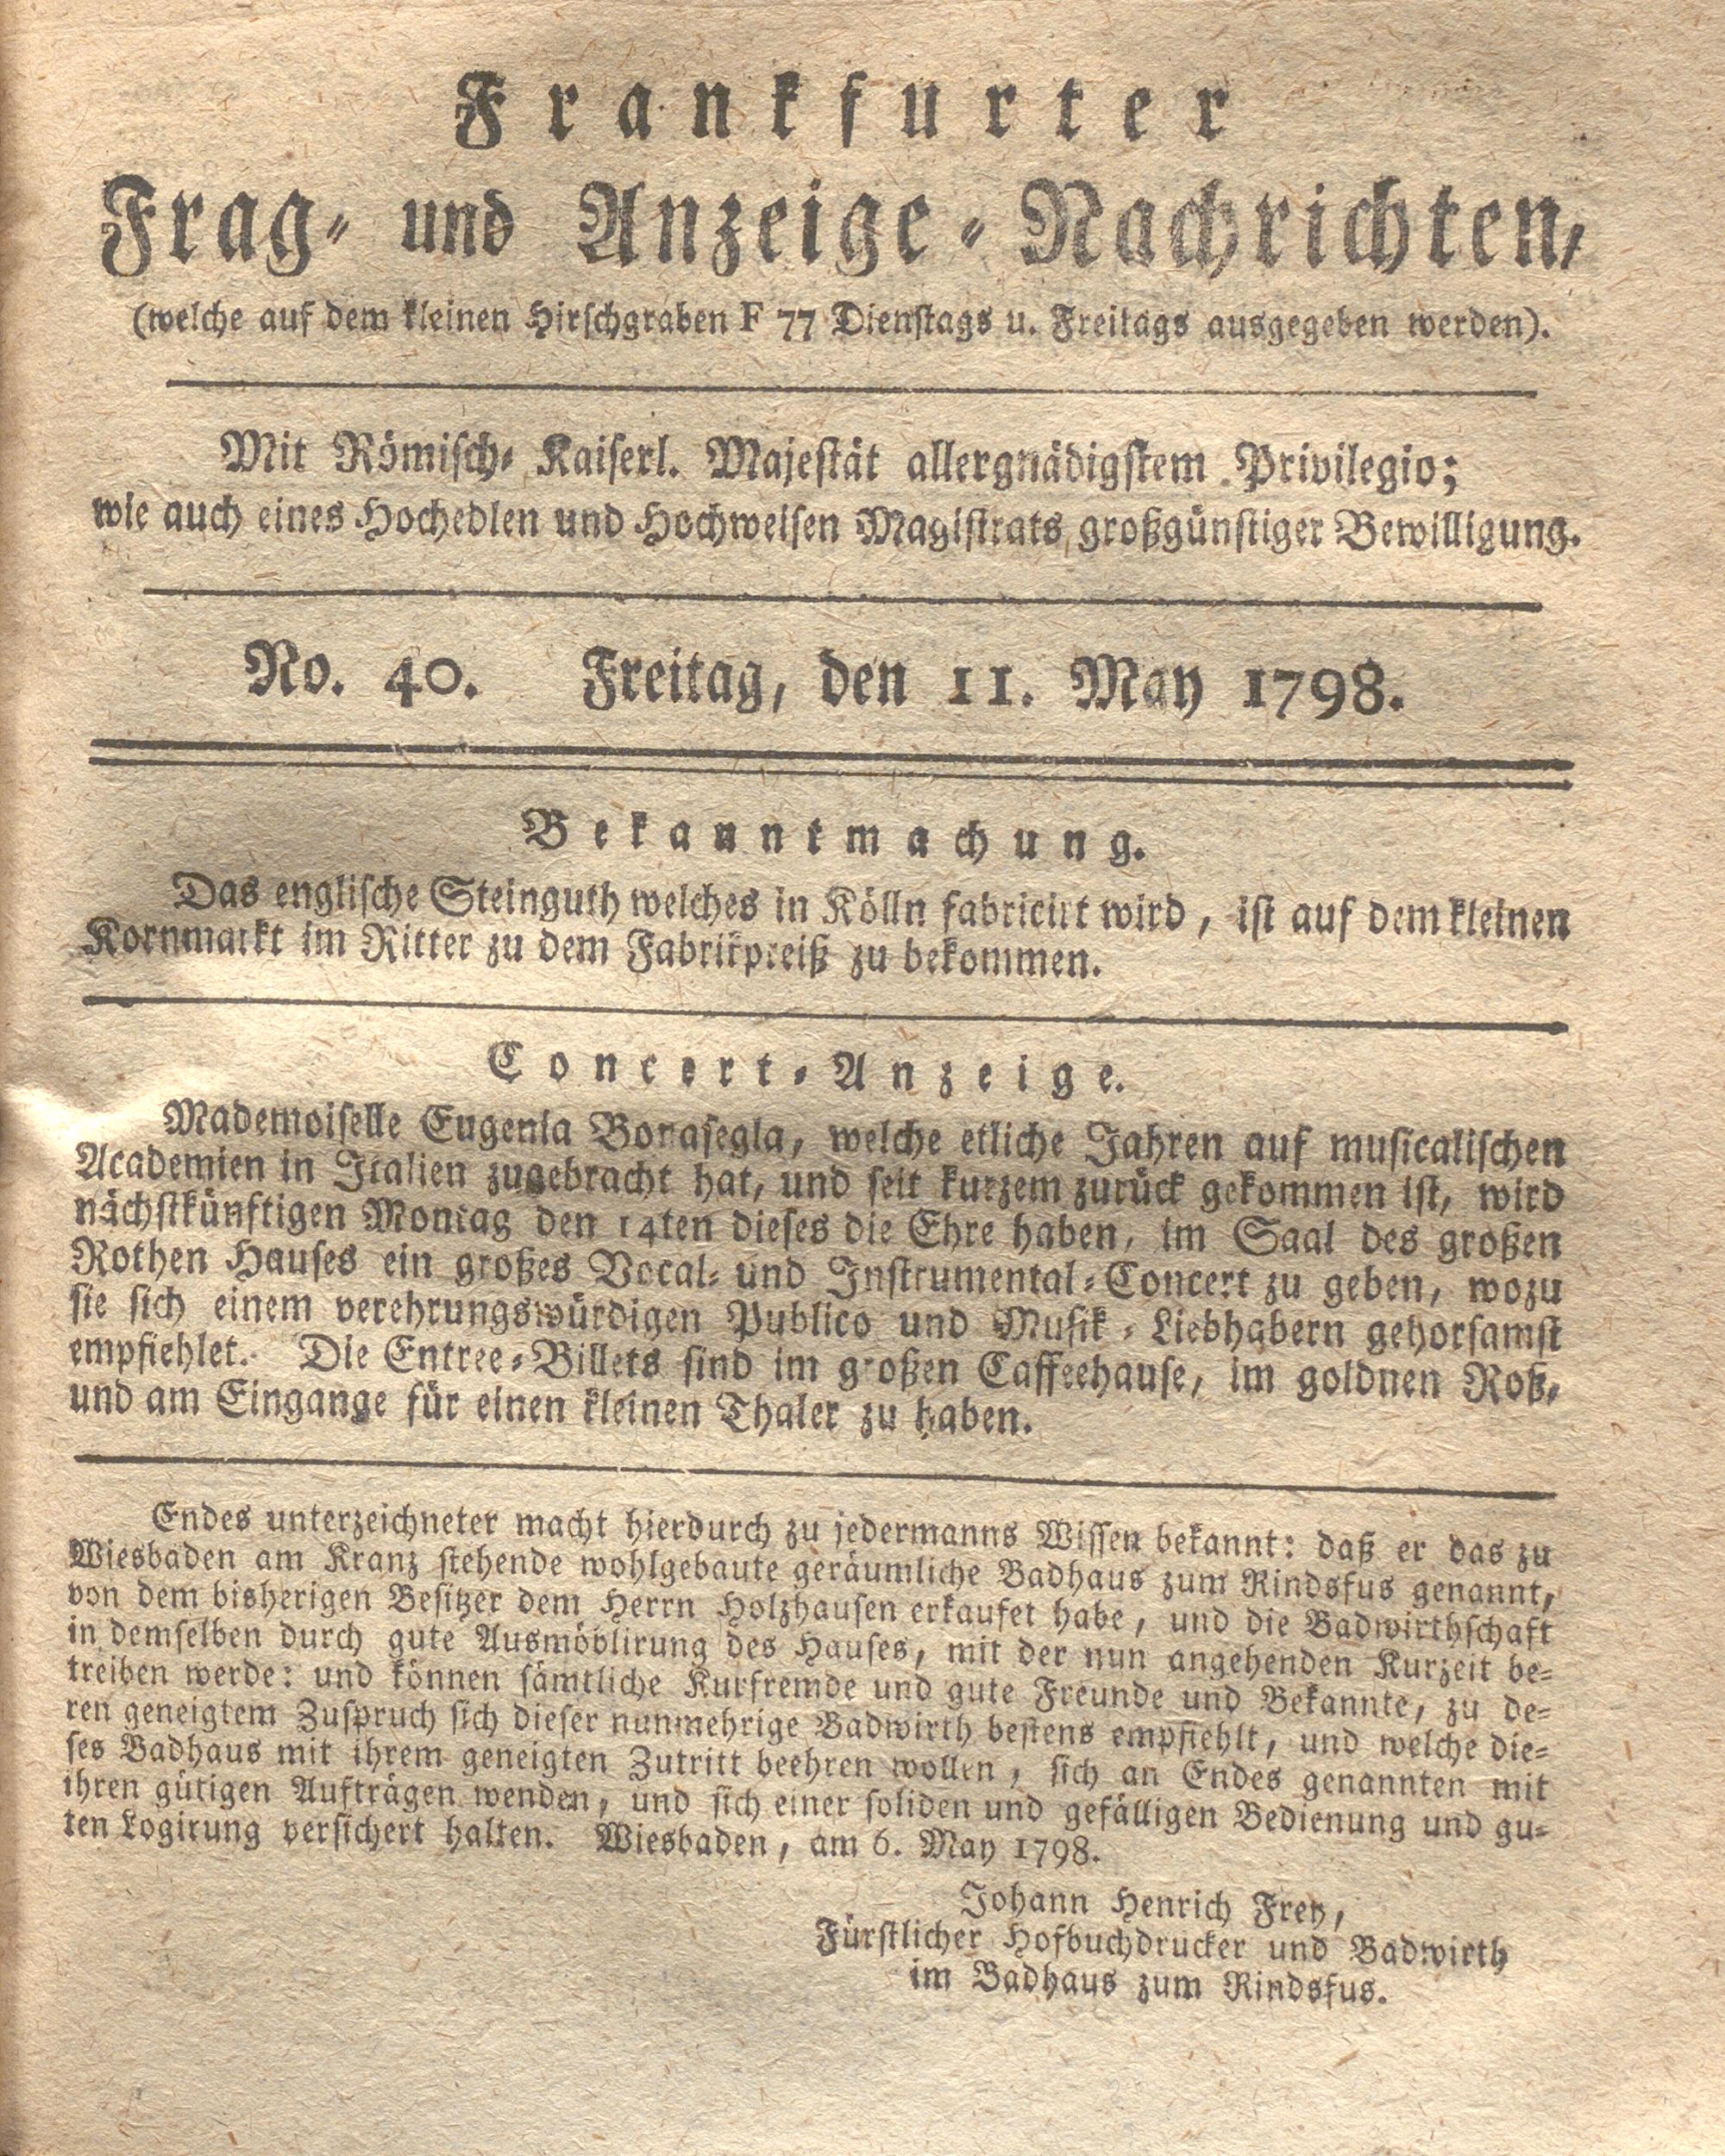 Frankfurter
Frag- und Anzeige-Nachrichten,
(welche auf dem kleinen Hirschgraben F 77 Dienstags u. Freitags ausgegeben werden).
Mit Römisch-Kaiserl. Majestät allergnädigstem Privilegio;
wie auch eines Hochedlen und Hochweisen Magistrats großgünstiger Bewilligung.
No. 40. Freitag, den 11. May 1798.
Bekanntmachung.
Das englische Steinguth welches in Kölln fabricirt wird, ist auf dem kleinen
Kornmarkt im Ritter zu dem Fabrikpreiß zu bekommen.
Concert-Anzeige.
Mademoiselle Eugenia Bonasegla, welche etliche Jahren auf musicalischen
Academien in Italien zugebracht hat, und seit kurzem zurück gekommen ist, wird
nächstkünftigen Montag den 14ten dieses die Ehre haben, im Saal des großen
Rothen Hauses ein großes Vocal- und Instrumental-Concert zu geben, wozu
sie sich einem verehrungswürdigen Publico und Musik-Liebhabern gehorsamst
empfiehlet. Die Entree-Billets sind im großen Caffeehause, im goldnen Roß,
und am Eingange für einen kleinen Thaler zu haben.
Endes unterzeichneter macht hierdurch zu jedermanns Wissen bekannt: daß er das zu
Wiesbaden am Kranz stehende wohlgebaute geräumliche Badhaus zum Rindsfus genannt,
von dem bisherigen Besitzer dem Herrn Holzhausen erkaufet habe, und die Badwirthschaft
in demselben durch gute Ausmöblirung des Hauses, mit der nun angehenden Kurzeit be-
treiben werde: und können sämtliche Kurfremde und gute Freunde und Bekannte, zu de-
ren geneigtem Zuspruch sich dieser nunmehrige Badwirth bestens empfiehlt, und welche die-
ses Badhaus mit ihrem geneigten Zutritt beehren wollen, sich an Endes genannten mit
ihren gütigen Aufträgen wenden, und sich einer soliden und gefälligen Bedienung und gu-
ten Logirung versichert halten. Wiesbaden, am 6. May 1798.
Johann Henrich Frey,
Fürstlicher Hofbuchdrucker und Badwirth
im Badhaus zum Rindsfus.